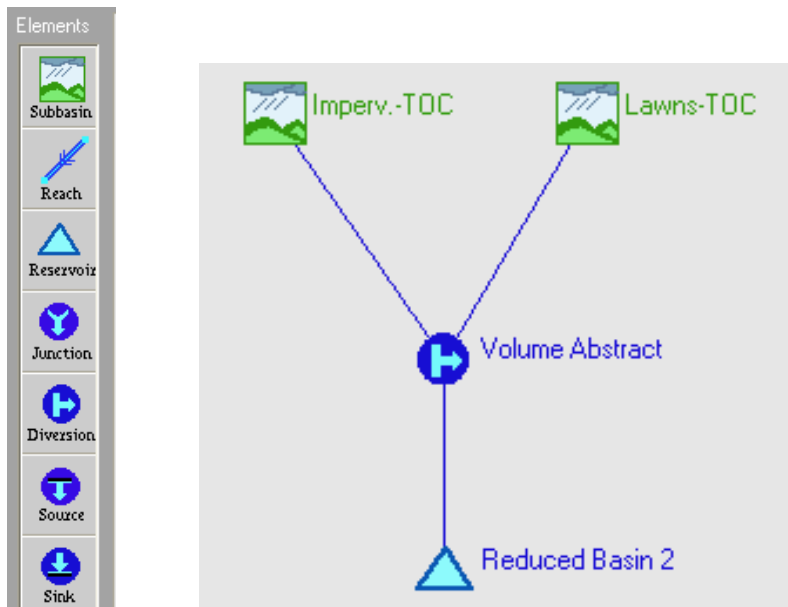 Elements
Subbasin
Reach
Reservoir
Junction
Diversion
Source
Sink
Imperv.-TOC
Lawns-TOC
Volume Abstract
Reduced Basin 2